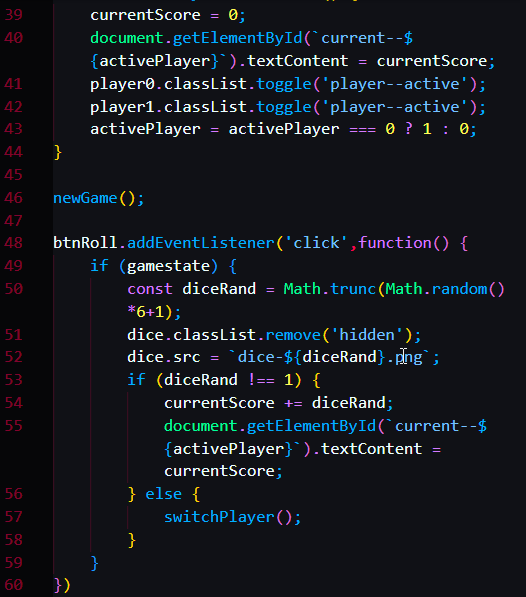 39 currentScore = 0;
40 document.getElementById(`current--$
{activePlayer}`).textContent = currentScore;
41 player0.classList.toggle('player--active');
42 player1.classList.toggle('player--active');
43 activePlayer = activePlayer === 0 ? 1 : 0;
44 }
45
46 newGame();
47
48 btnRoll.addEventListener('click',function() {
49 if (gamestate) {
50 const diceRand = Math.trunc(Math.random()
*6+1);
51 dice.classList.remove('hidden');
52 dice.src = `dice-${diceRand}.png`;
53 if (diceRand !== 1) {
54 currentScore += diceRand;
55 document.getElementById(`current--$
{activePlayer}`).textContent =
currentScore;
56 } else {
57 switchPlayer();
58 }
59 }
60 })